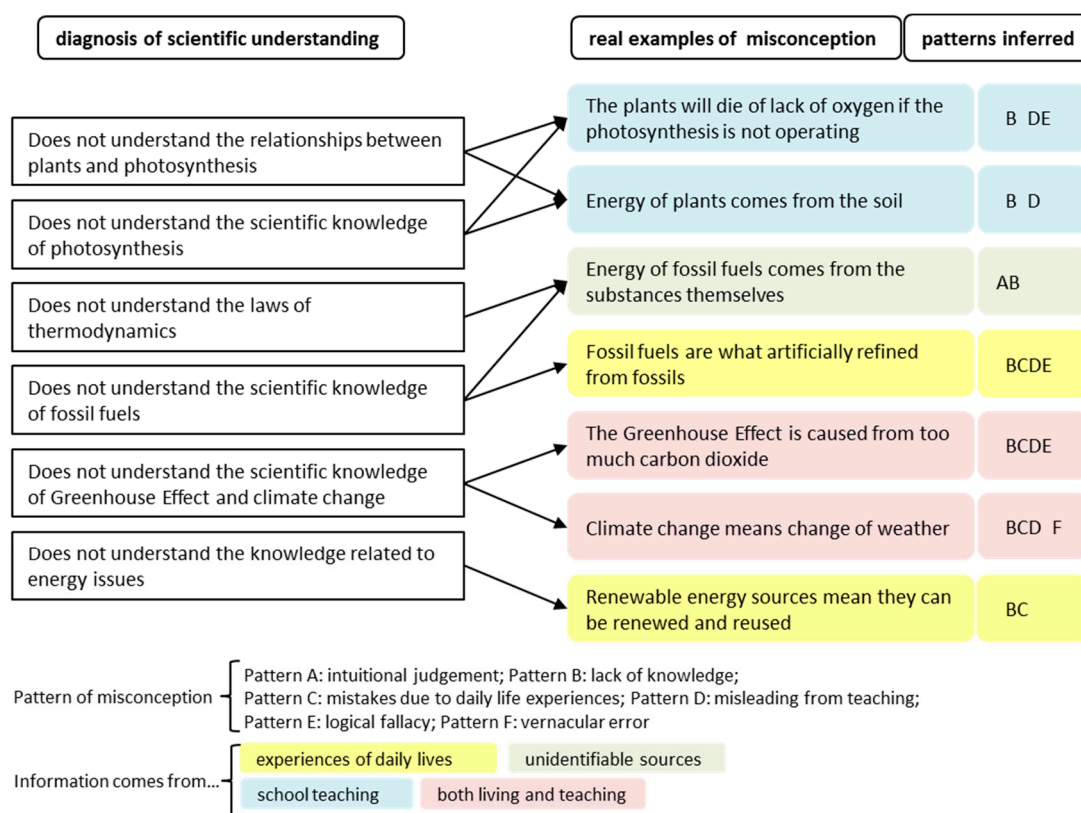 diagnosis of scientific understanding
real examples of misconception
patterns inferred
Does not understand the relationships between
plants and photosynthesis
Does not understand the scientific knowledge
of photosynthesis
Does not understand the laws of
thermodynamics
Does not understand the scientific knowledge
of fossil fuels
Does not understand the scientific knowledge
of Greenhouse Effect and climate change
Does not understand the knowledge related to
energy issues
The plants will die of lack of oxygen if the
photosynthesis is not operating
B DE
Energy of plants comes from the soil
B D
Energy of fossil fuels comes from the
substances themselves
AB
Fossil fuels are what artificially refined
from fossils
BCDE
The Greenhouse Effect is caused from too
much carbon dioxide
BCDE
Climate change means change of weather
BCD F
Renewable energy sources mean they can
be renewed and reused
BC
Pattern of misconception
Pattern A: intuitional judgement; Pattern B: lack of knowledge;
Pattern C: mistakes due to daily life experiences; Pattern D: misleading from teaching;
Pattern E: logical fallacy; Pattern F: vernacular error
Information comes from...
experiences of daily lives
unidentifiable sources
school teaching
both living and teaching